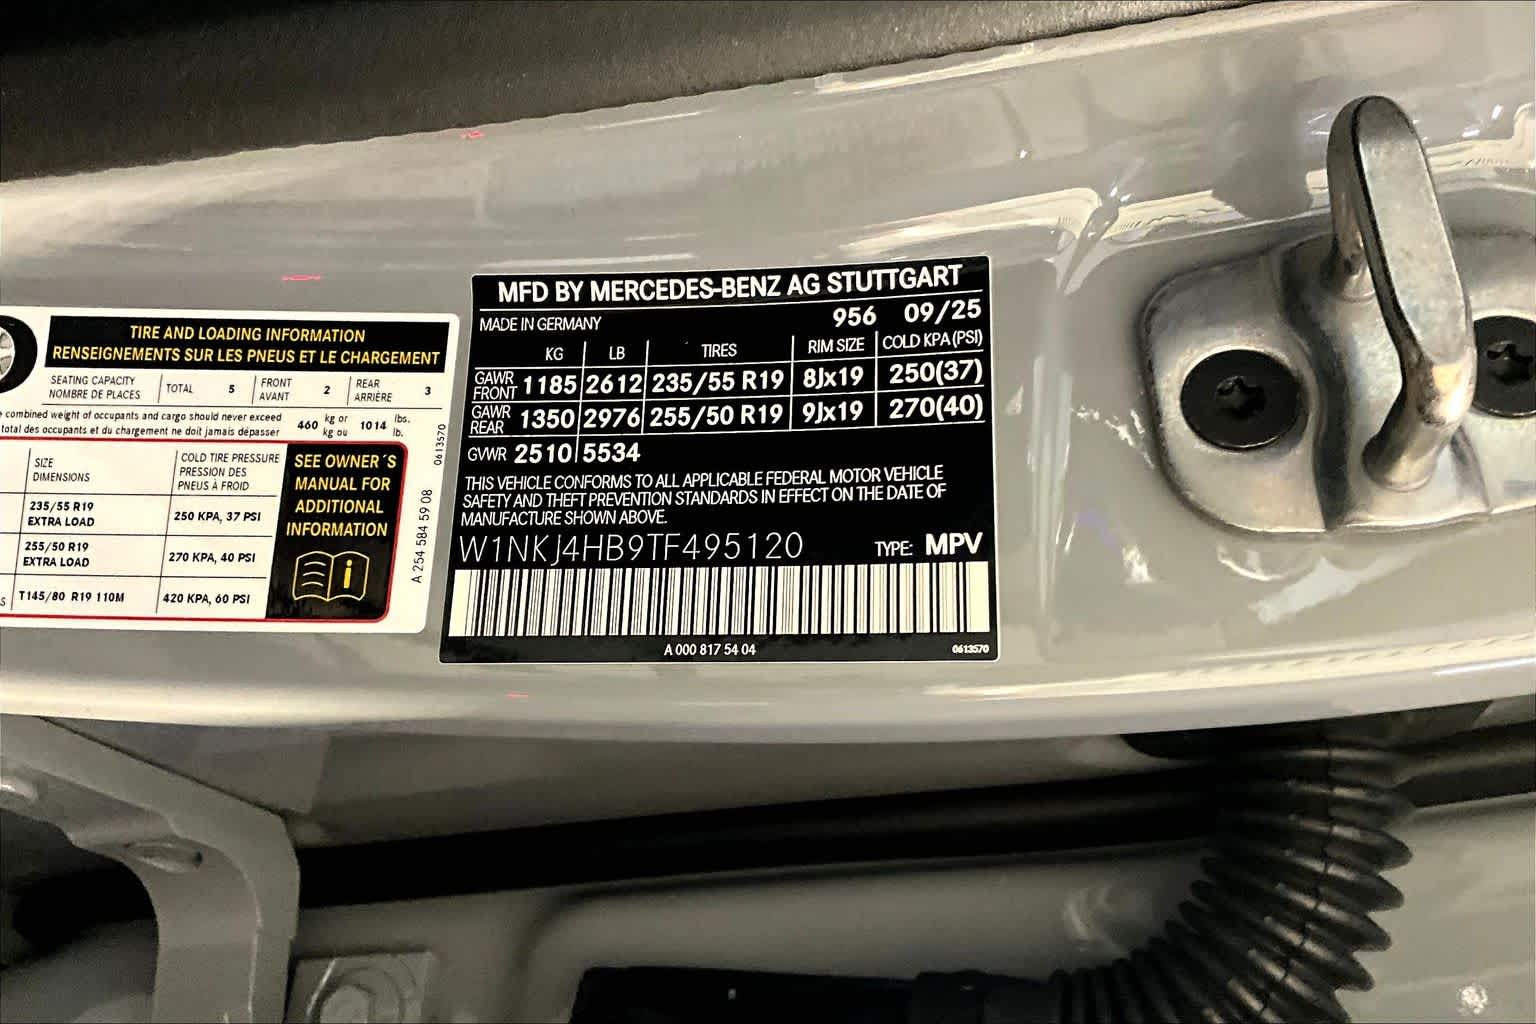 TIRE AND LOADING INFORMATION
RENSEIGNEMENTS SUR LES PNEUS ET LE CHARGEMENT
SEATING CAPACITY
NOMBRE DE PLACES
TOTAL 5
FRONT
AVANT 2
REAR
ARRIÈRE 3
combined weight of occupants and cargo should never exceed
total des occupants et du chargement ne doit jamais dépasser
460 kg or
kg ou
1014 lbs.
lb.
SIZE
DIMENSIONS
COLD TIRE PRESSURE
PRESSION DES
PNEUS À FROID
235/55 R19
EXTRA LOAD
250 KPA, 37 PSI
255/50 R19
EXTRA LOAD
270 KPA, 40 PSI
T145/80 R19 110M
420 KPA, 60 PSI
SEE OWNER´S
MANUAL FOR
ADDITIONAL
INFORMATION
i
A 254 584 59 08
0613570
MFD BY MERCEDES-BENZ AG STUTTGART
MADE IN GERMANY 956 09/25
KG LB TIRES RIM SIZE COLD KPA(PSI)
GAWR
FRONT 1185 2612 235/55 R19 8Jx19 250(37)
GAWR
REAR 1350 2976 255/50 R19 9Jx19 270(40)
GVWR 2510 5534
THIS VEHICLE CONFORMS TO ALL APPLICABLE FEDERAL MOTOR VEHICLE
SAFETY AND THEFT PREVENTION STANDARDS IN EFFECT ON THE DATE OF
MANUFACTURE SHOWN ABOVE.
W1NKJ4HB9TF495120 TYPE: MPV
A 000 817 54 04 0613570